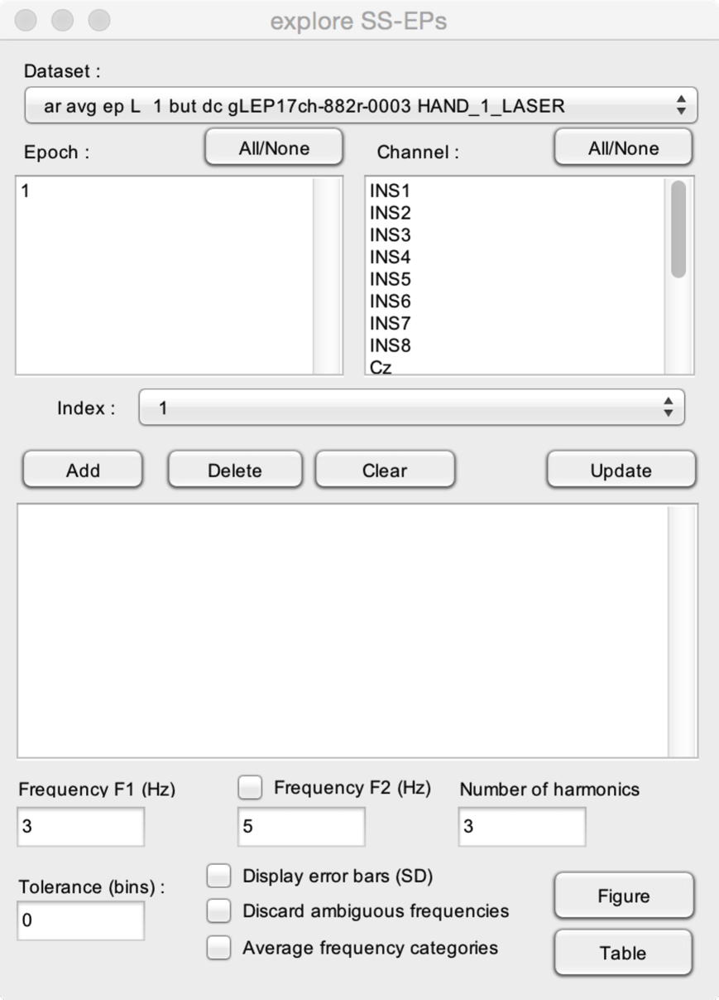 explore SS-EPs
Dataset :
ar avg ep L  1 but dc gLEP17ch-882r-0003 HAND_1_LASER
Epoch :
All/None
Channel :
All/None
1
INS1
INS2
INS3
INS4
INS5
INS6
INS7
INS8
Cz
Index :
1
Add
Delete
Clear
Update
Frequency F1 (Hz)
Frequency F2 (Hz)
Number of harmonics
3
5
3
Tolerance (bins) :
0
Display error bars (SD)
Discard ambiguous frequencies
Average frequency categories
Figure
Table